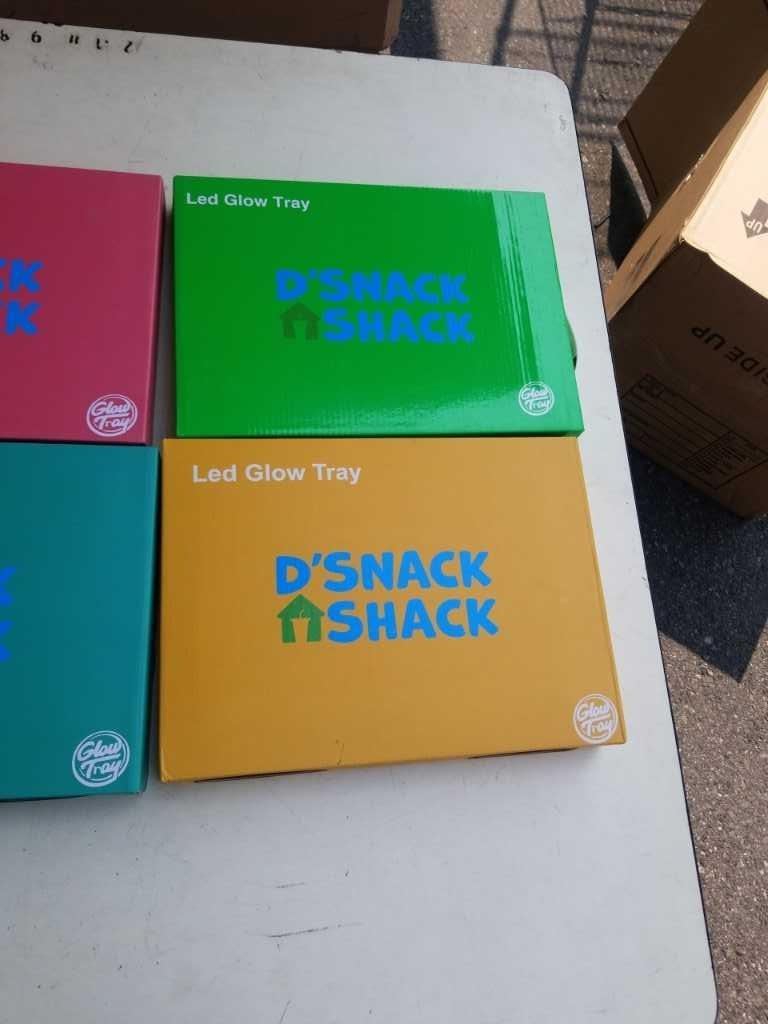 Led Glow Tray
D'SNACK
SHACK
Glow
Tray
K
K
Glow
Tray
Led Glow Tray
D'SNACK
SHACK
Glow
Tray
Glow
Tray
SIDE UP
UP